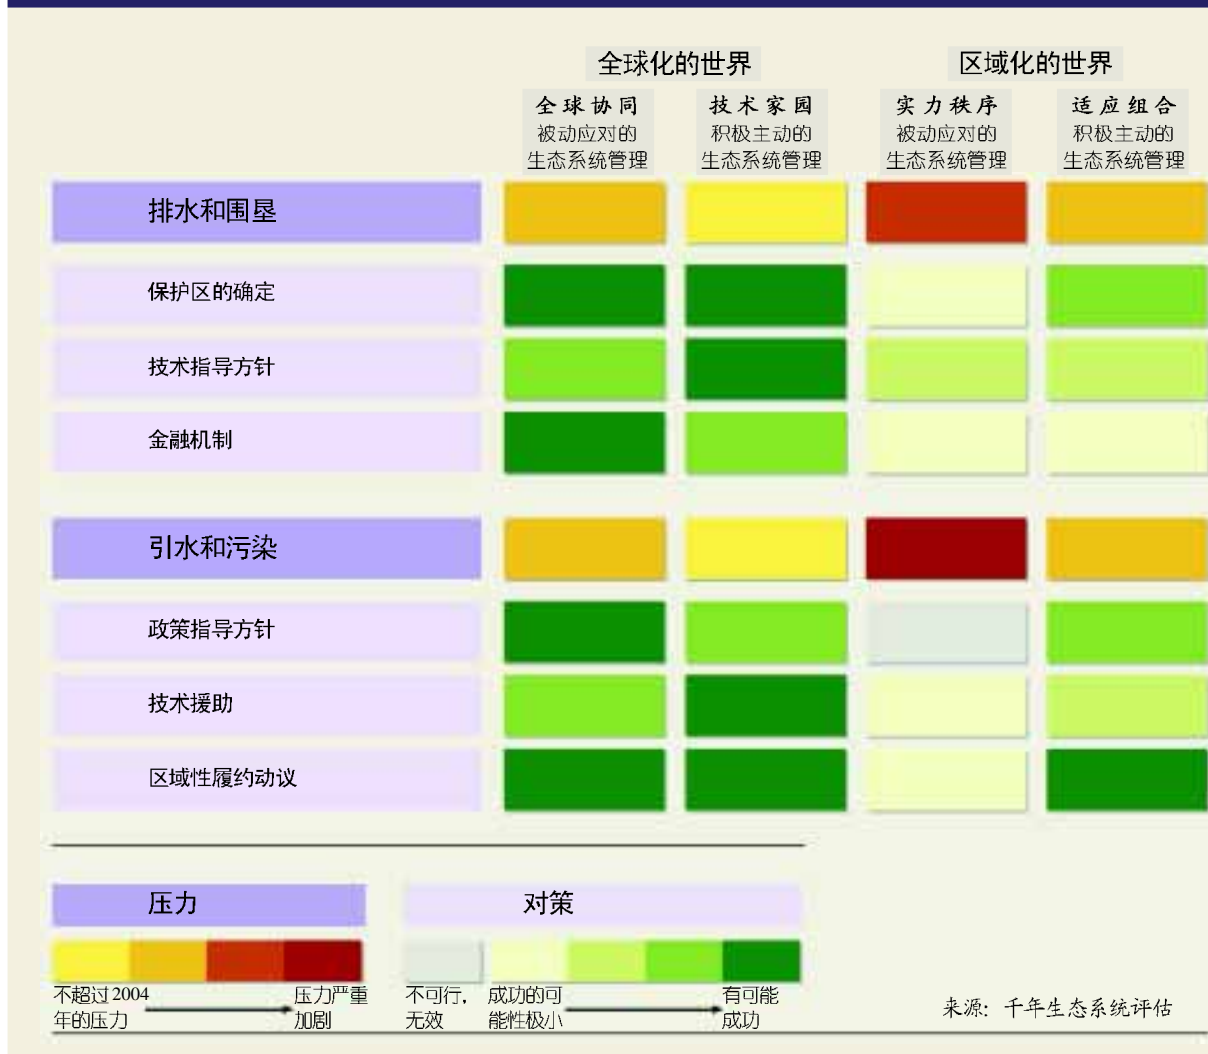 全球化的世界 区域化的世界
全球协同 技术家园 实力秩序 适应组合
被动应对的 积极主动的 被动应对的 积极主动的
生态系统管理 生态系统管理 生态系统管理 生态系统管理
排水和围垦
保护区的确定
技术指导方针
金融机制
引水和污染
政策指导方针
技术援助
区域性履约动议
压力 对策
不超过2004 压力严重 不可行, 成功的可 有可能
年的压力 加剧 无效 能性极小 成功
来源: 千年生态系统评估